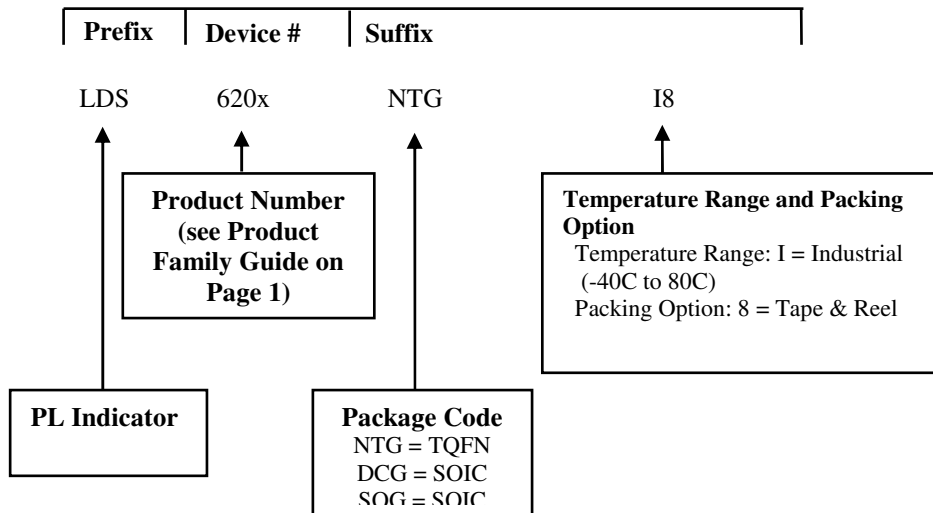 Prefix Device # Suffix
LDS 620x NTG I8
Product Number
(see Product
Family Guide on
Page 1)
Temperature Range and Packing
Option
Temperature Range: I = Industrial
(-40C to 80C)
Packing Option: 8 = Tape & Reel
PL Indicator
Package Code
NTG = TQFN
DCG = SOIC
SOG = SOIC